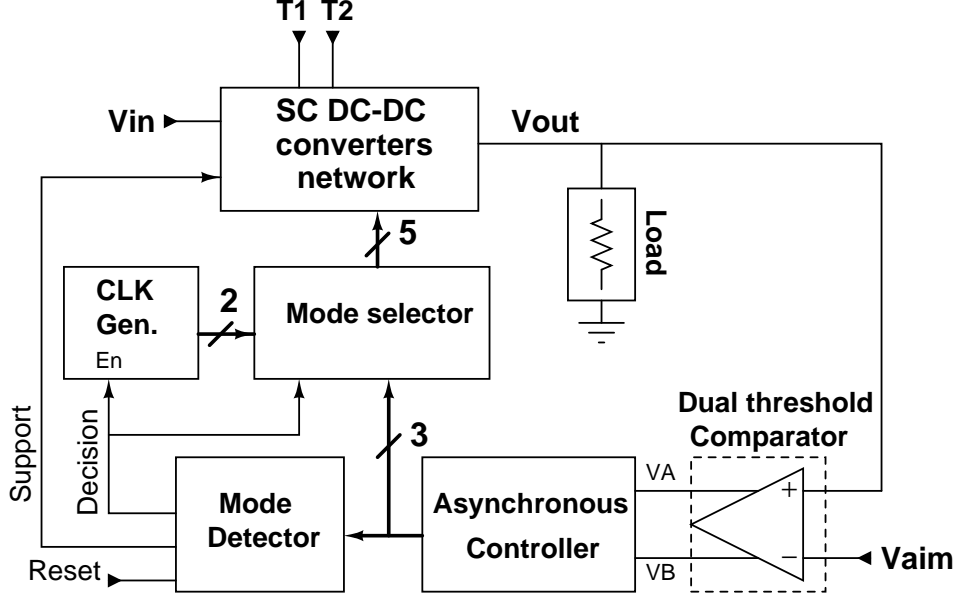 T1 T2
Vin
SC DC-DC
converters
network
Vout
Load
5
CLK
Gen.
En
2
Mode selector
3
Support
Decision
Mode
Detector
Reset
Asynchronous
Controller
VA
VB
Dual threshold
Comparator
+
−
Vaim